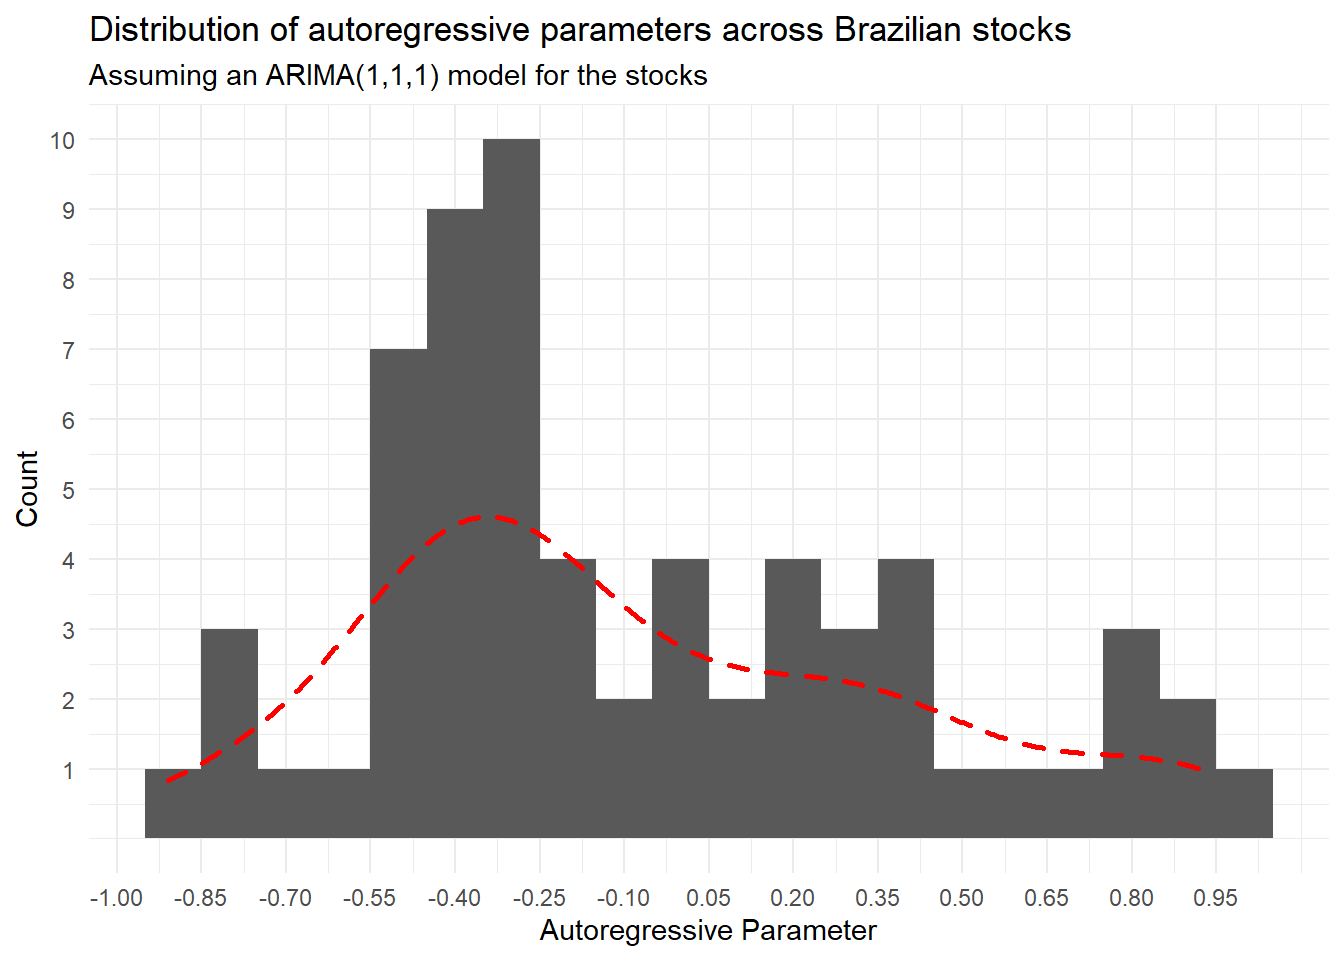 Distribution of autoregressive parameters across Brazilian stocks
Assuming an ARIMA(1,1,1) model for the stocks
10
9
8
7
6
5
4
3
2
1
Count
-1.00 -0.85 -0.70 -0.55 -0.40 -0.25 -0.10 0.05 0.20 0.35 0.50 0.65 0.80 0.95
Autoregressive Parameter